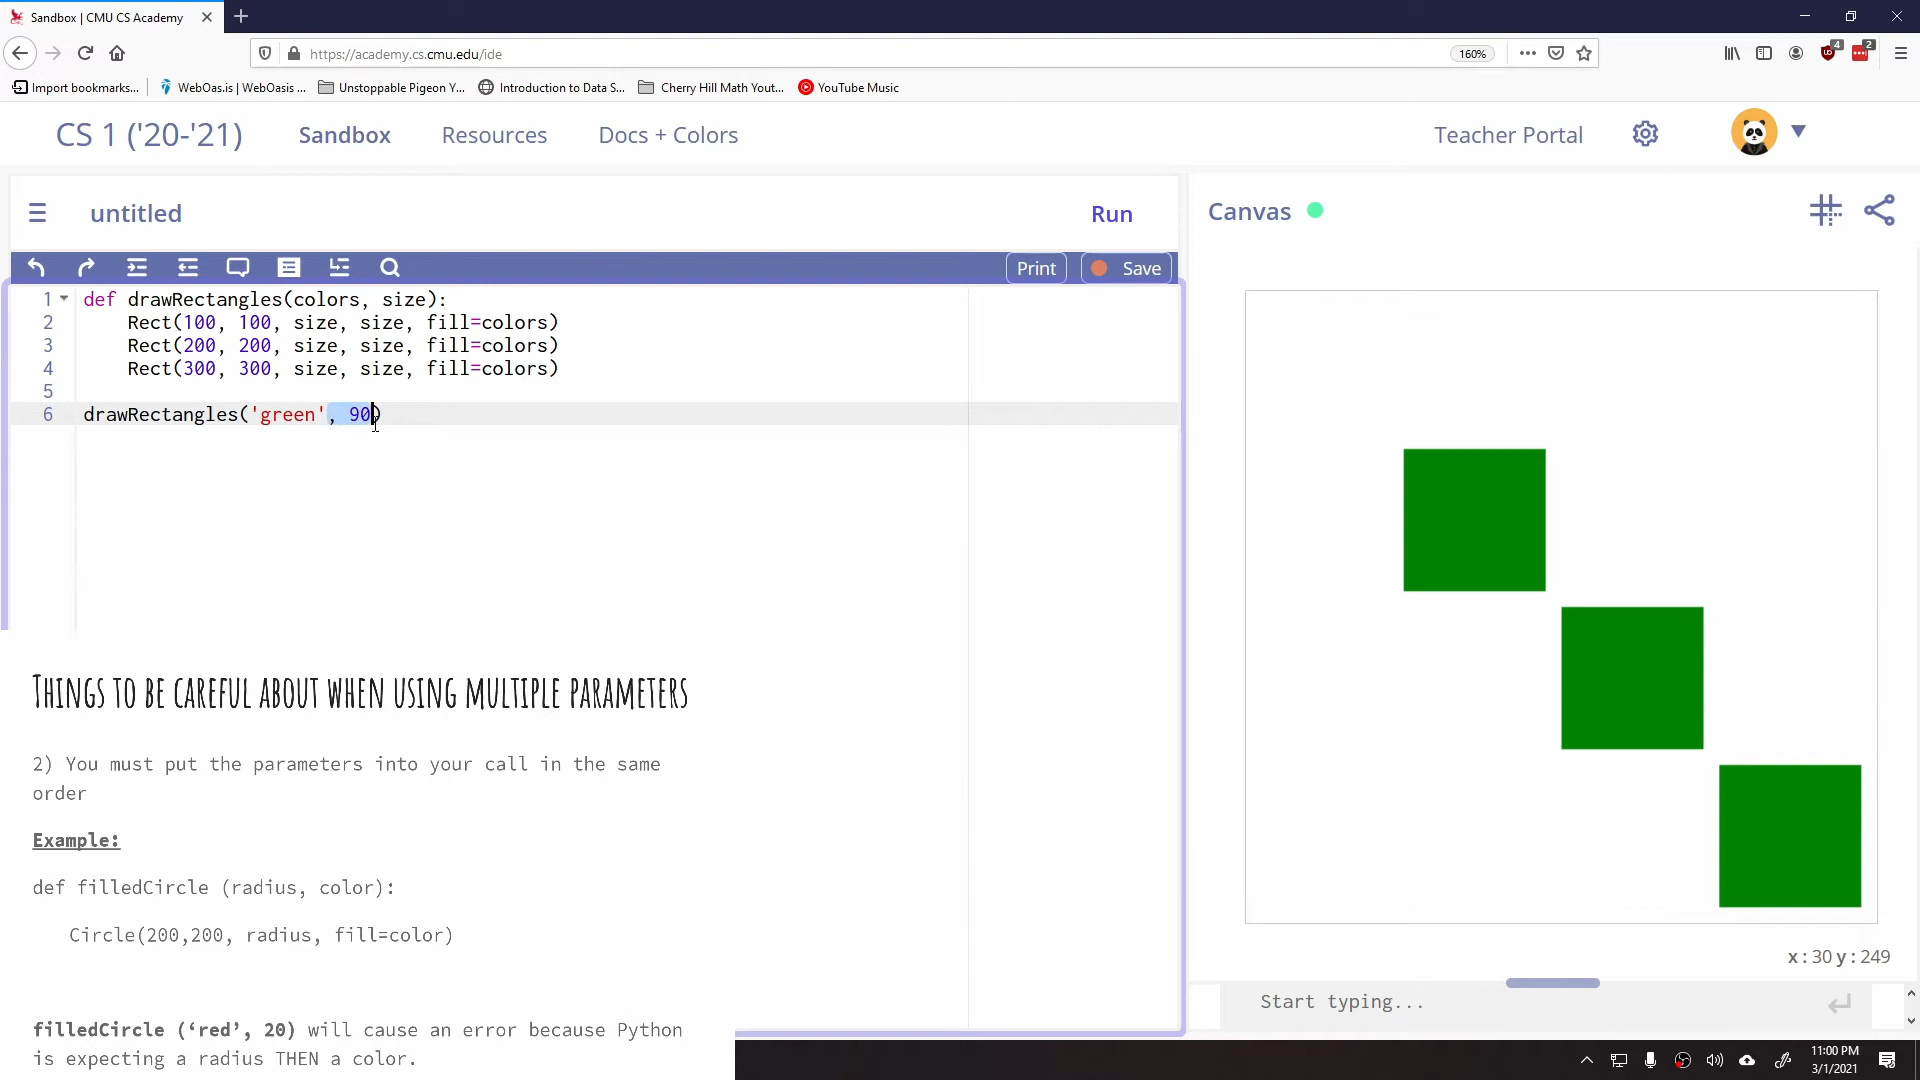 Sandbox | CMU CS Academy
https://academy.cs.cmu.edu/ide
160%
4
2
Import bookmarks...
WebOas.is | WebOasis ...
Unstoppable Pigeon Y...
Introduction to Data S...
Cherry Hill Math Yout...
YouTube Music
CS 1 ('20-'21)
Sandbox
Resources
Docs + Colors
Teacher Portal
untitled
Run
Canvas
Print
Save
1 def drawRectangles(colors, size):
2 Rect(100, 100, size, size, fill=colors)
3 Rect(200, 200, size, size, fill=colors)
4 Rect(300, 300, size, size, fill=colors)
5
6 drawRectangles('green', 90)
Things to be careful about when using multiple parameters
2) You must put the parameters into your call in the same
order
Example:
def filledCircle (radius, color):
Circle(200,200, radius, fill=color)
filledCircle (‘red’, 20) will cause an error because Python
is expecting a radius THEN a color.
x: 30 y: 249
Start typing...
11:00 PM
3/1/2021